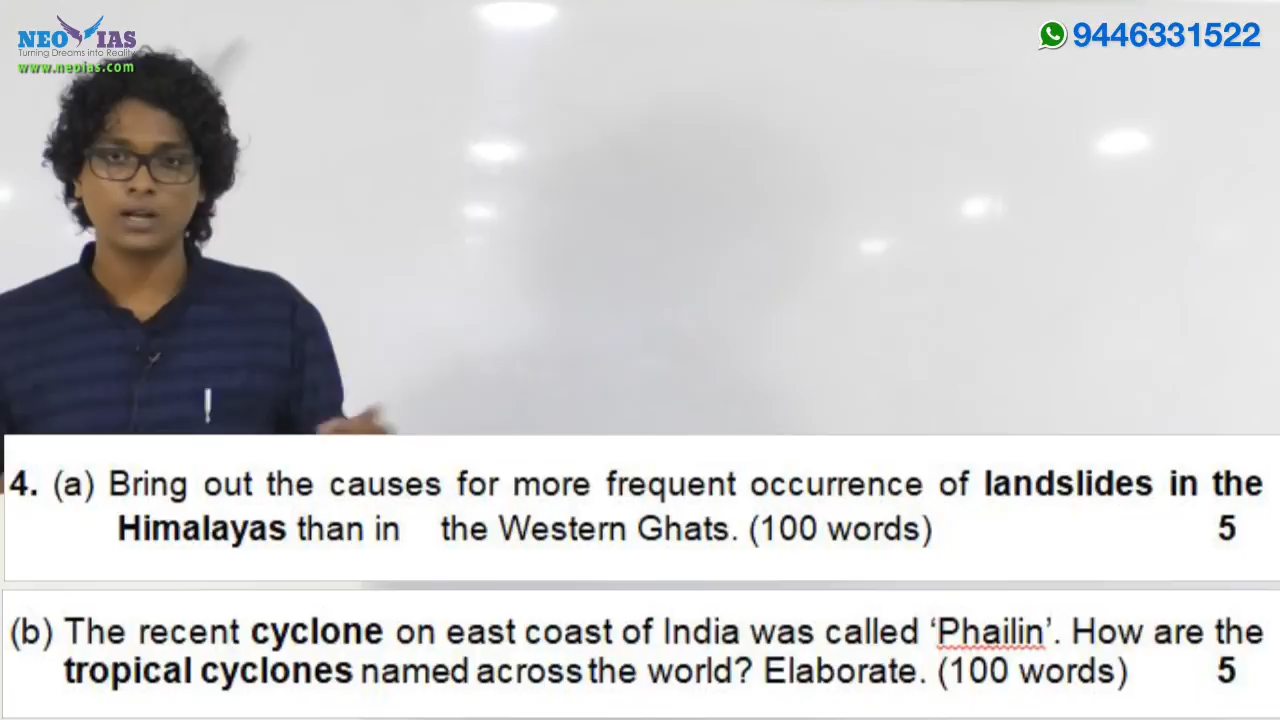 NEO IAS
Turning Dreams into Reality
www.neoias.com
9446331522
4. (a) Bring out the causes for more frequent occurrence of landslides in the
Himalayas than in the Western Ghats. (100 words) 5
(b) The recent cyclone on east coast of India was called ‘Phailin’. How are the
tropical cyclones named across the world? Elaborate. (100 words) 5